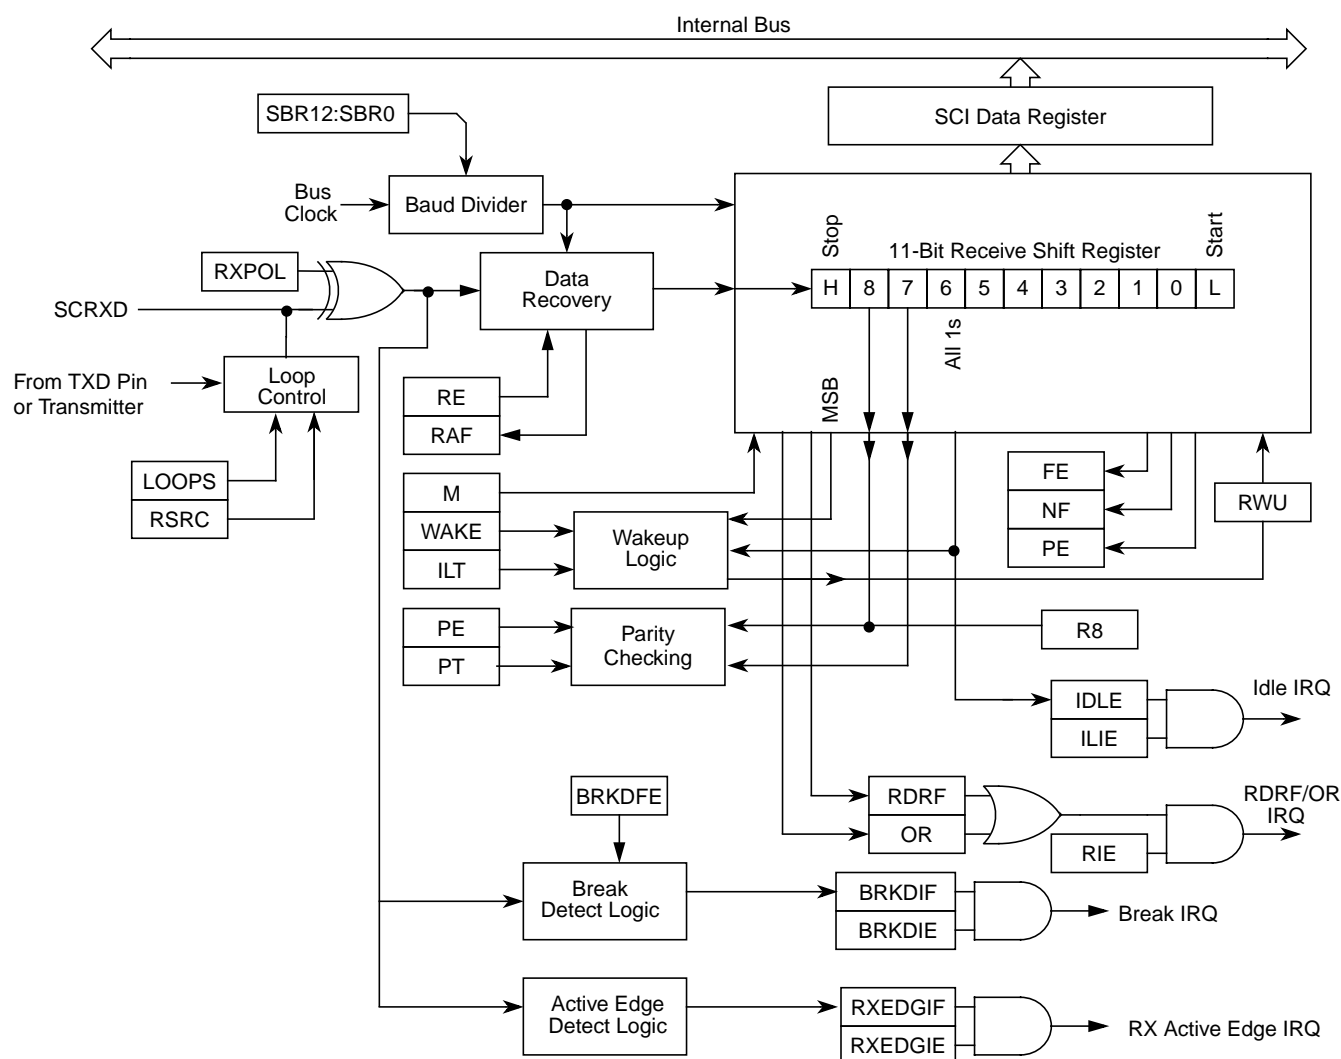 Internal Bus
SBR12:SBR0
SCI Data Register
Bus
Clock
Baud Divider
RXPOL
Data
Recovery
Stop
11-Bit Receive Shift Register
Start
H 8 7 6 5 4 3 2 1 0 L
SCRXD
All 1s
From TXD Pin
or Transmitter
Loop
Control
RE
RAF
MSB
LOOPS
RSRC
M
WAKE
ILT
Wakeup
Logic
FE
NF
PE
RWU
PE
PT
Parity
Checking
R8
IDLE
ILIE
Idle IRQ
BRKDFE
RDRF
OR
RIE
RDRF/OR
IRQ
Break
Detect Logic
BRKDIF
BRKDIE
Break IRQ
Active Edge
Detect Logic
RXEDGIF
RXEDGIE
RX Active Edge IRQ